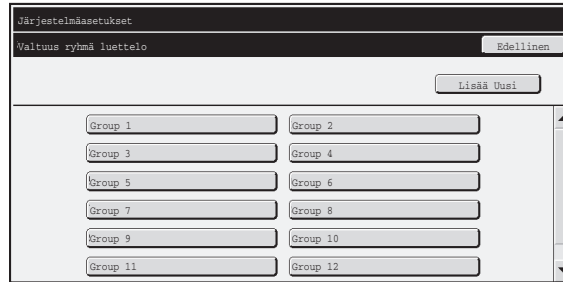 Järjestelmäasetukset
Valtuus ryhmä luettelo
Edellinen
Lisää Uusi
Group 1
Group 2
Group 3
Group 4
Group 5
Group 6
Group 7
Group 8
Group 9
Group 10
Group 11
Group 12